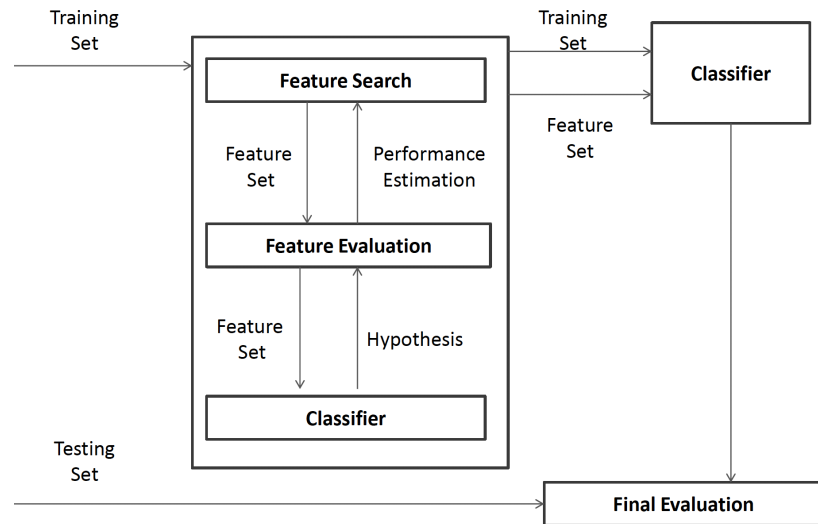 Training
Set
Training
Set
Classifier
Feature Search
Feature
Set
Performance
Estimation
Feature
Set
Feature Evaluation
Feature
Set
Hypothesis
Classifier
Testing
Set
Final Evaluation